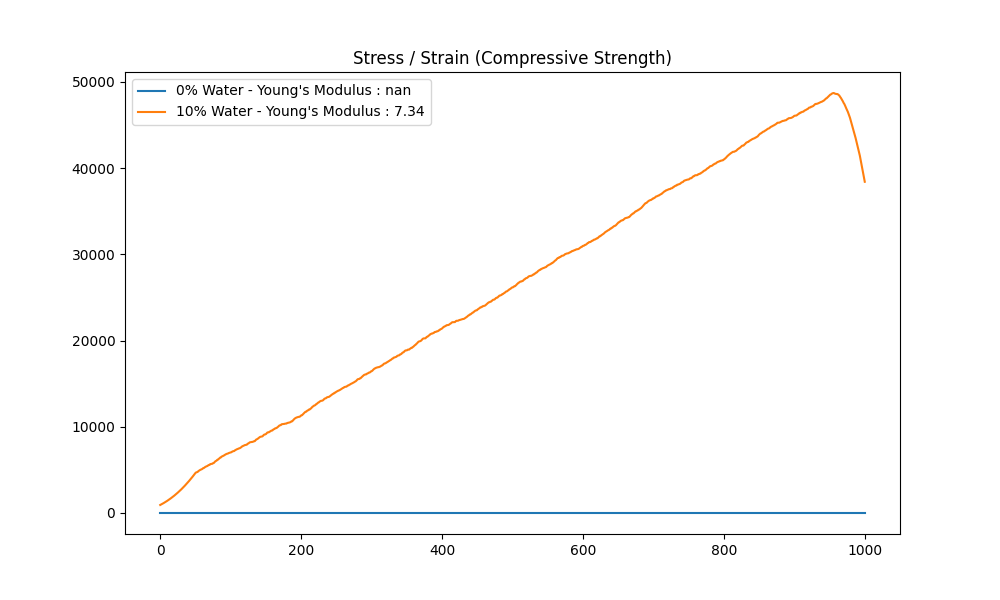 Stress / Strain (Compressive Strength)
50000
0% Water - Young's Modulus : nan
10% Water - Young's Modulus : 7.34
40000
30000
20000
10000
0
0 200 400 600 800 1000